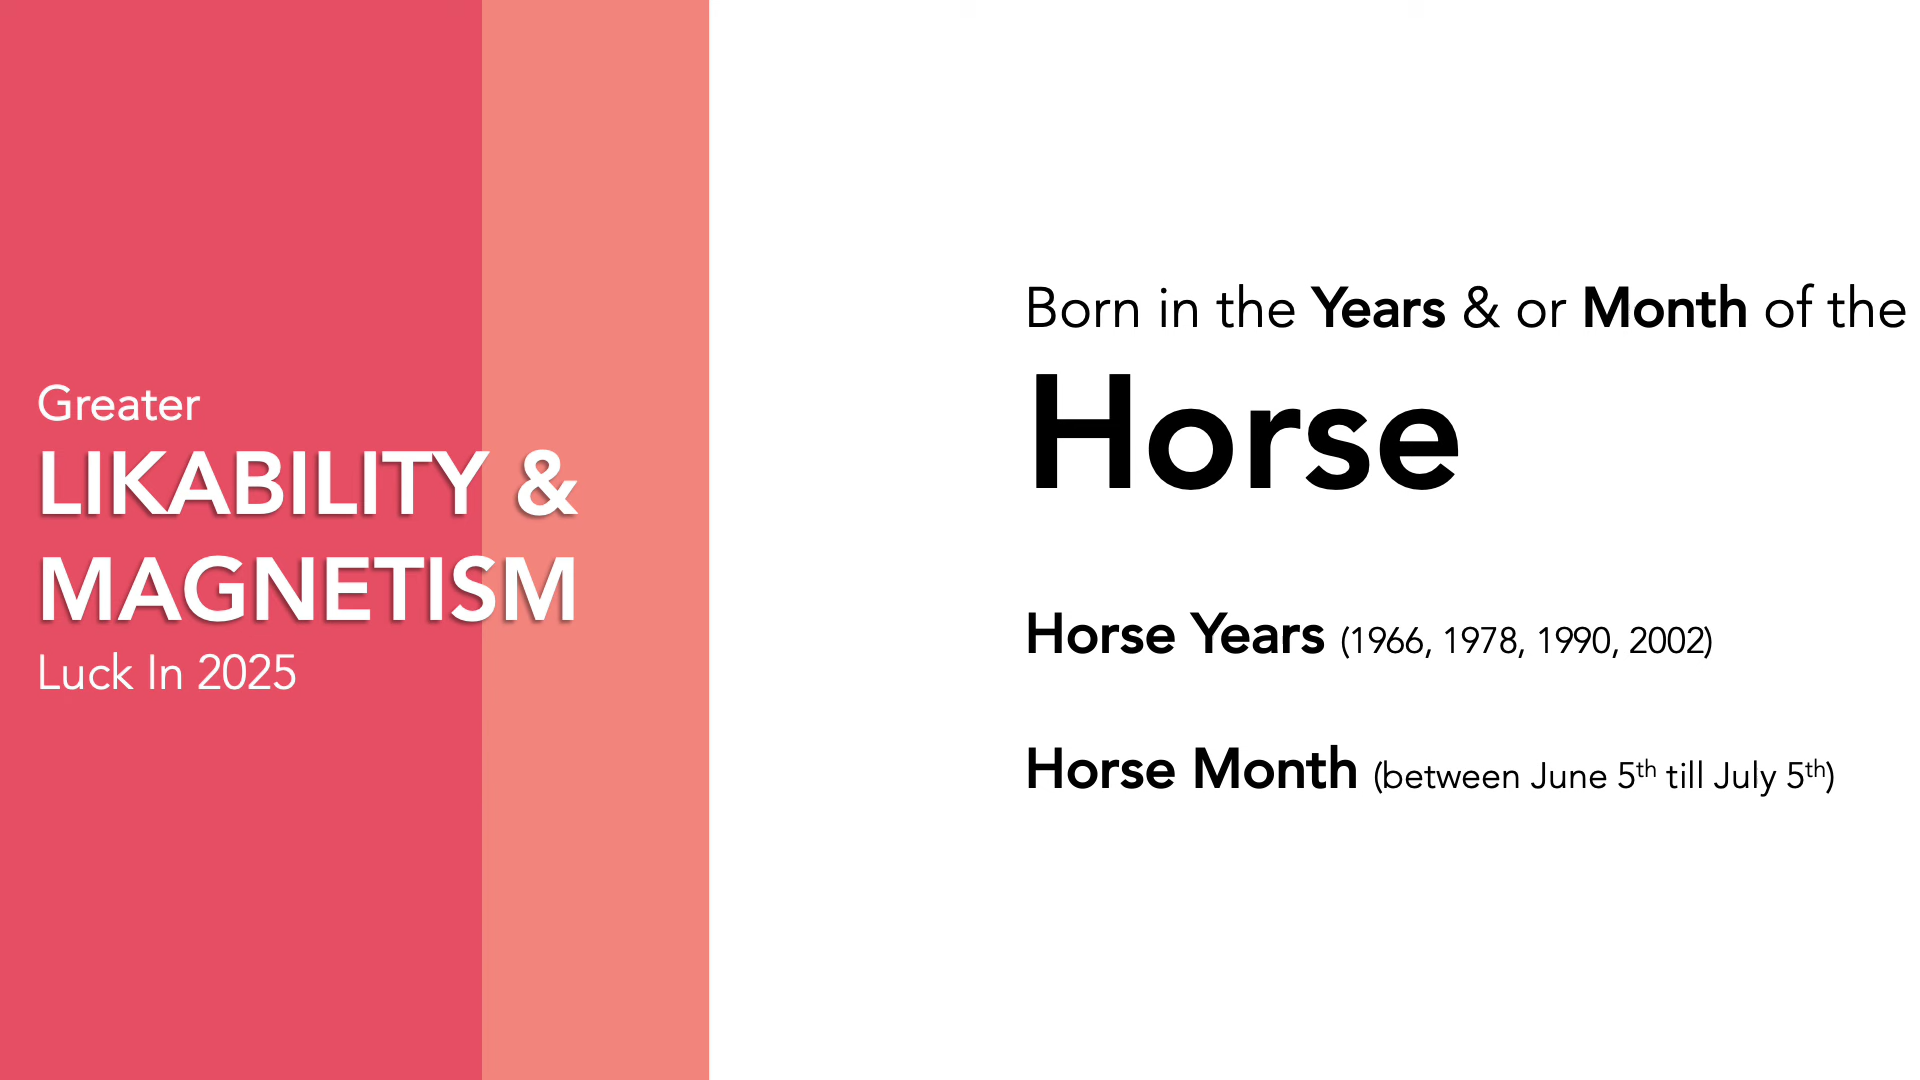 Greater
LIKABILITY &
MAGNETISM
Luck In 2025
Born in the Years & or Month of the
Horse
Horse Years (1966, 1978, 1990, 2002)
Horse Month (between June 5th till July 5th)